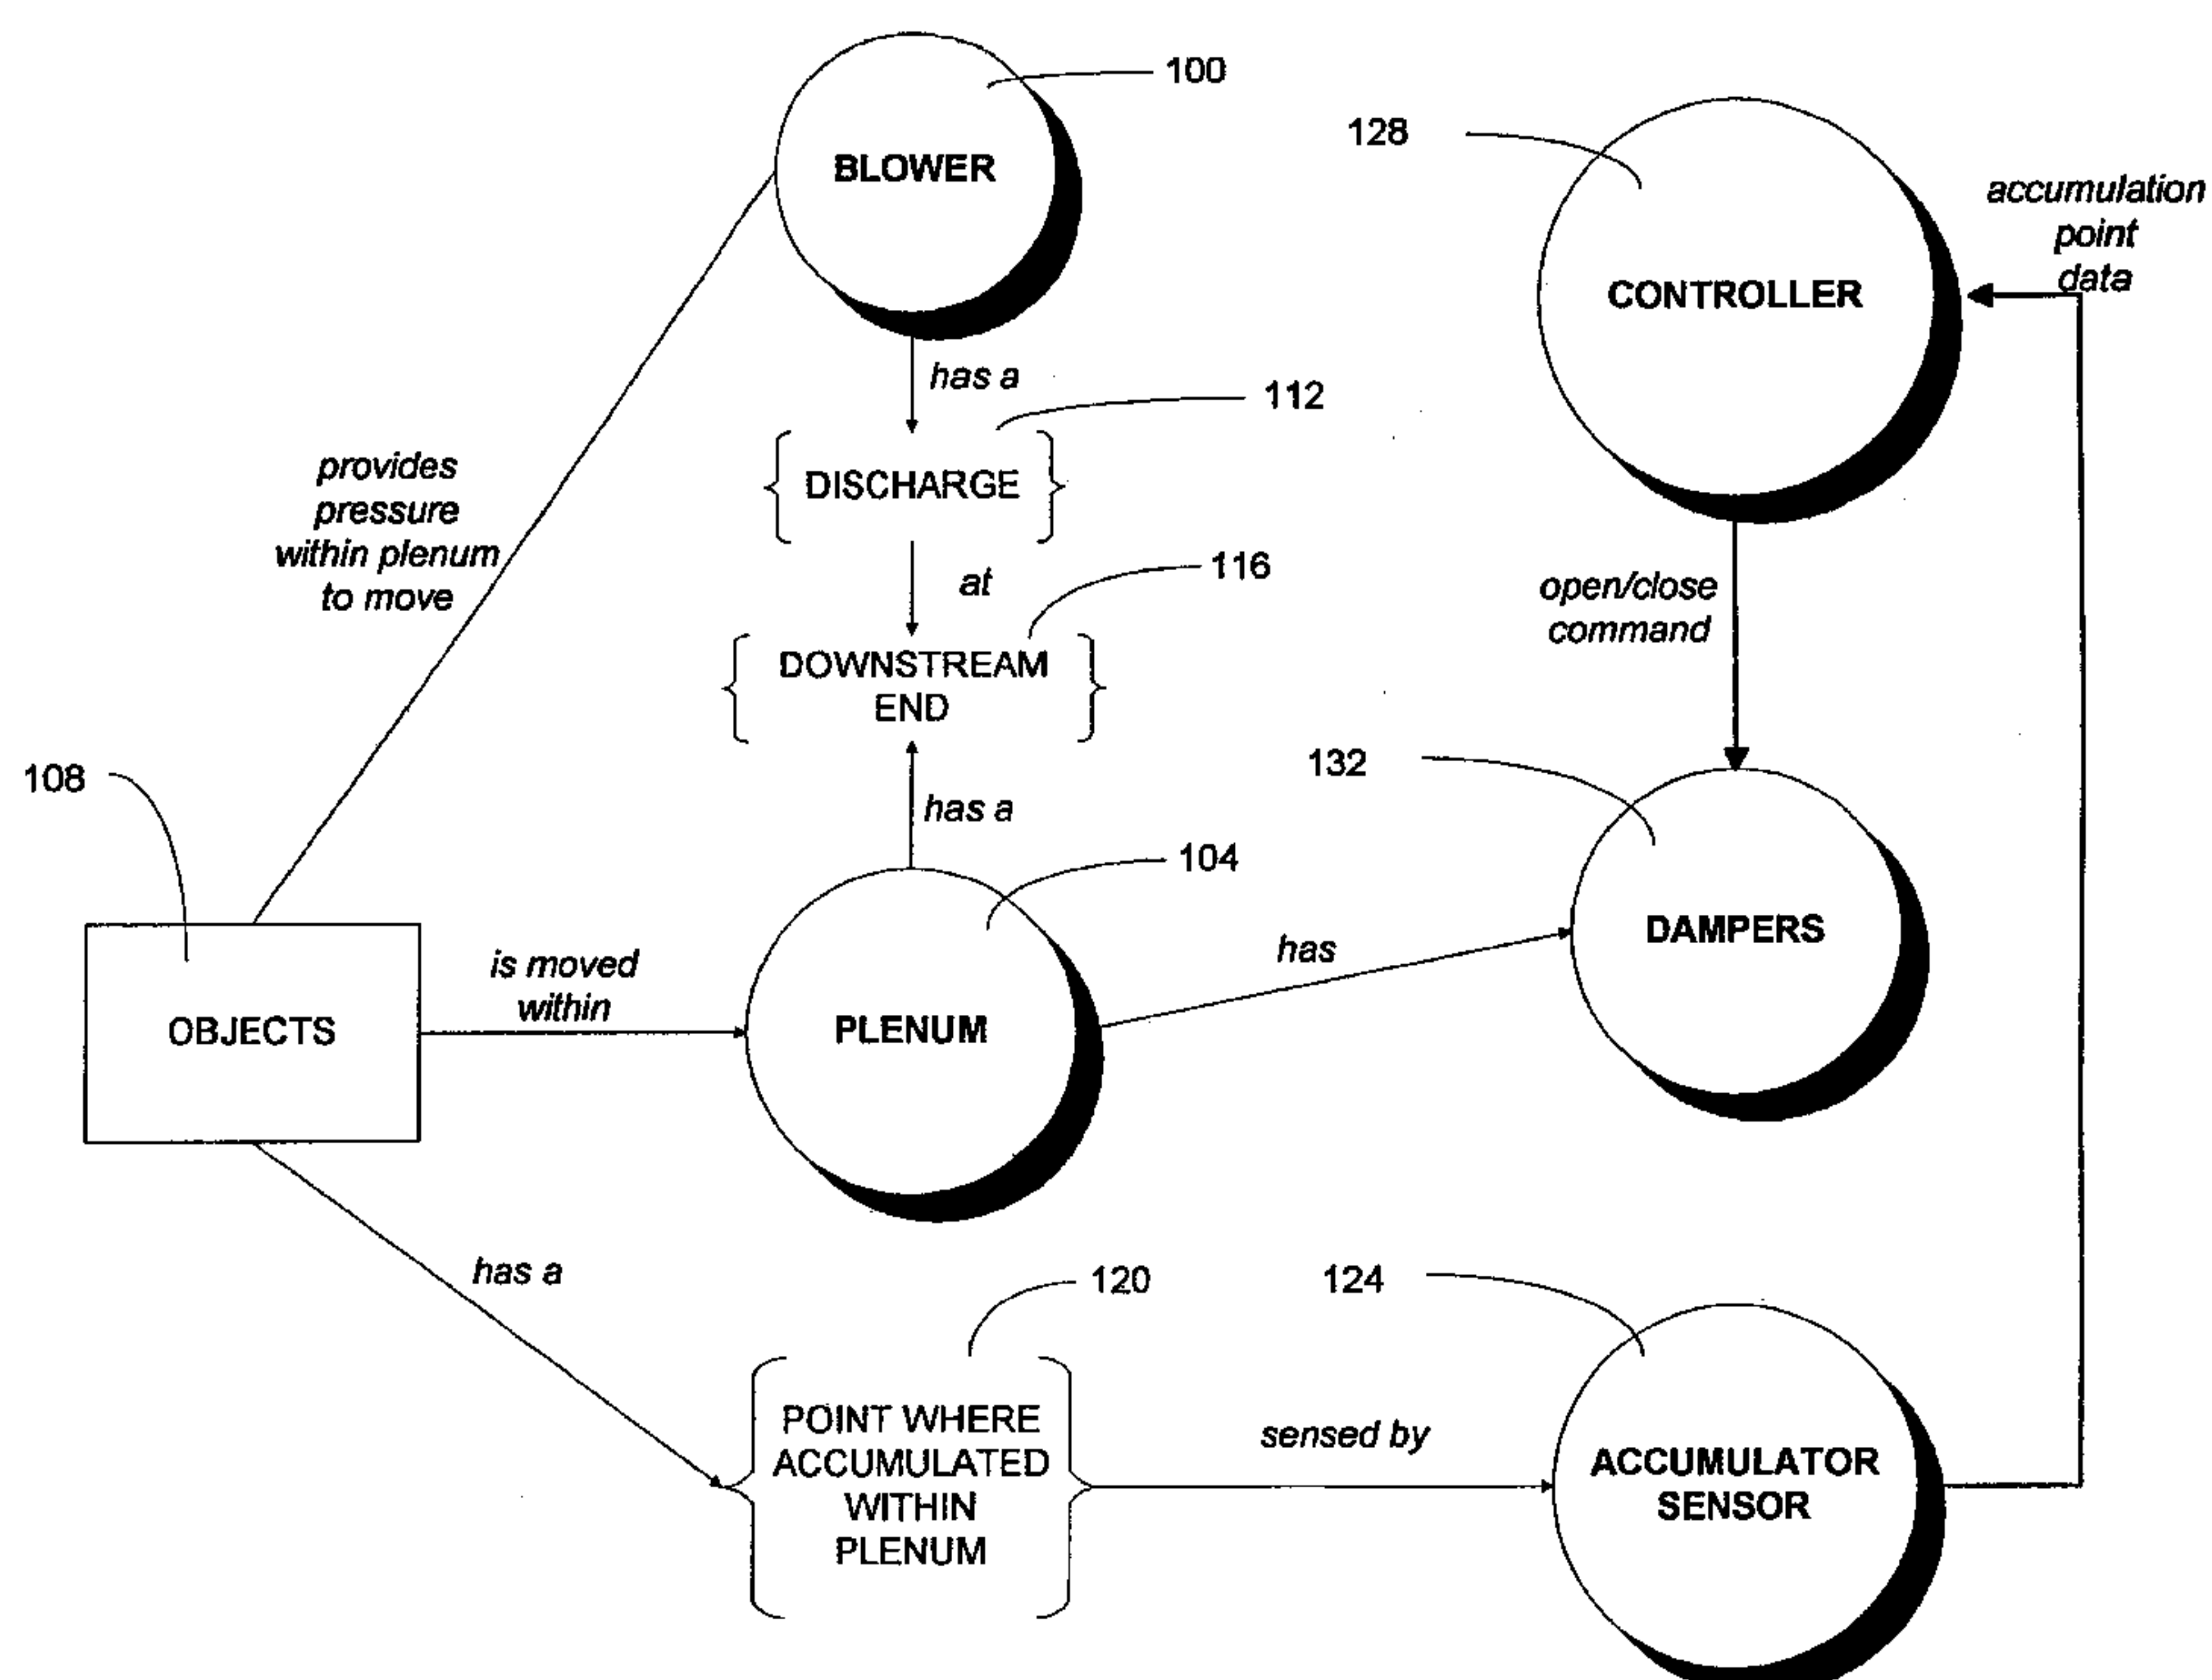 100
BLOWER
128
accumulation
point
data
CONTROLLER
has a
112
DISCHARGE
provides
pressure
within plenum
to move
at
116
DOWNSTREAM
END
open/close
command
108
132
has a
104
DAMPERS
has
is moved
within
OBJECTS
PLENUM
has a
120
124
POINT WHERE
ACCUMULATED
WITHIN
PLENUM
sensed by
ACCUMULATOR
SENSOR